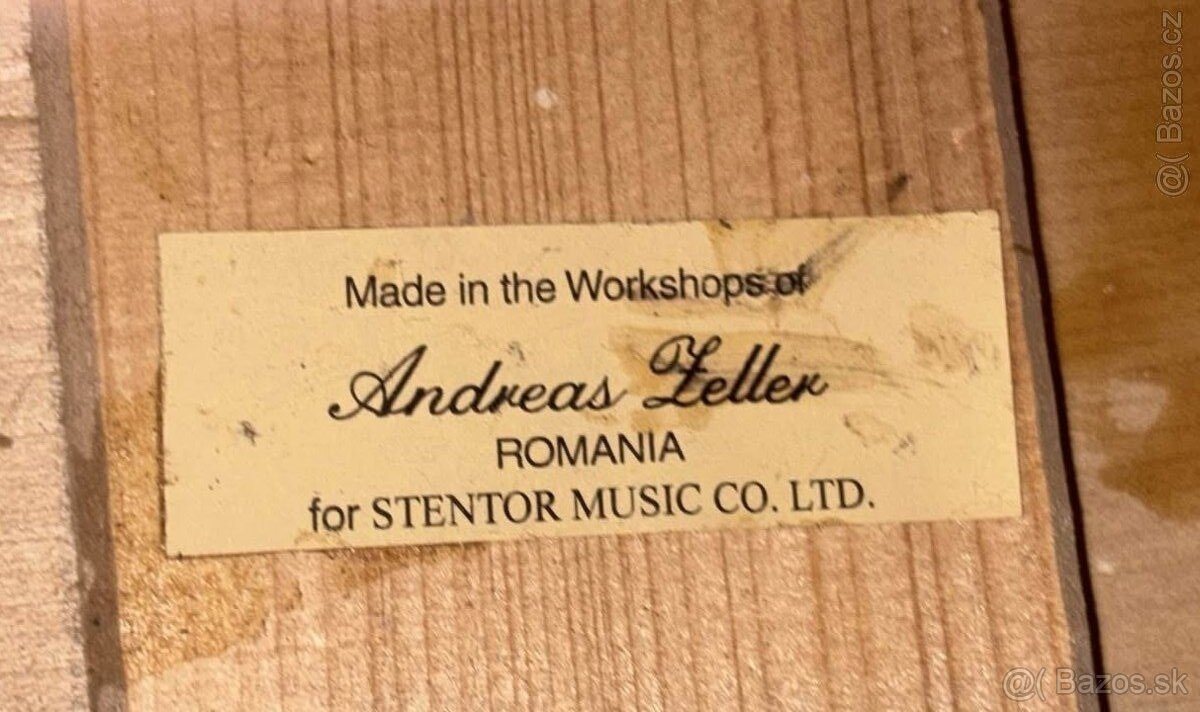 Made in the Workshops of
Andreas Zeller
ROMANIA
for STENTOR MUSIC CO. LTD.
@( Bazos.cz
@( Bazos.sk